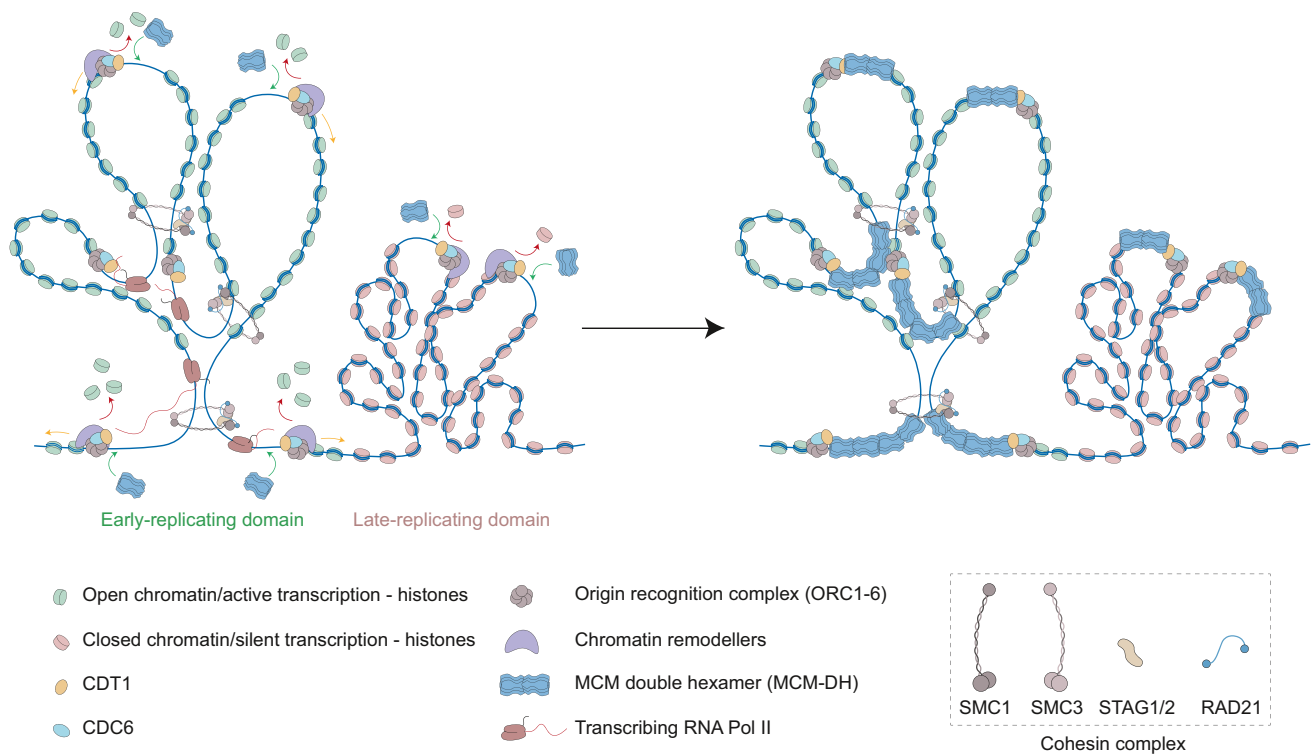 Early-replicating domain
Late-replicating domain
Open chromatin/active transcription - histones
Closed chromatin/silent transcription - histones
CDT1
CDC6
Origin recognition complex (ORC1-6)
Chromatin remodellers
MCM double hexamer (MCM-DH)
Transcribing RNA Pol II
SMC1
SMC3
STAG1/2
RAD21
Cohesin complex